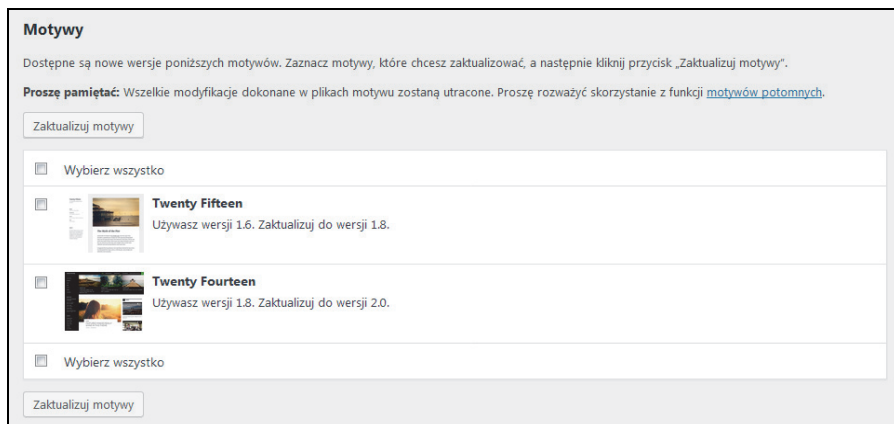 Motywy
Dostępne są nowe wersje poniższych motywów. Zaznacz motywy, które chcesz zaktualizować, a następnie kliknij przycisk „Zaktualizuj motywy”.
Proszę pamiętać: Wszelkie modyfikacje dokonane w plikach motywu zostaną utracone. Proszę rozważyć skorzystanie z funkcji motywów potomnych.
Zaktualizuj motywy
Wybierz wszystko
Twenty Fifteen
Używasz wersji 1.6. Zaktualizuj do wersji 1.8.
Twenty Fourteen
Używasz wersji 1.8. Zaktualizuj do wersji 2.0.
Wybierz wszystko
Zaktualizuj motywy